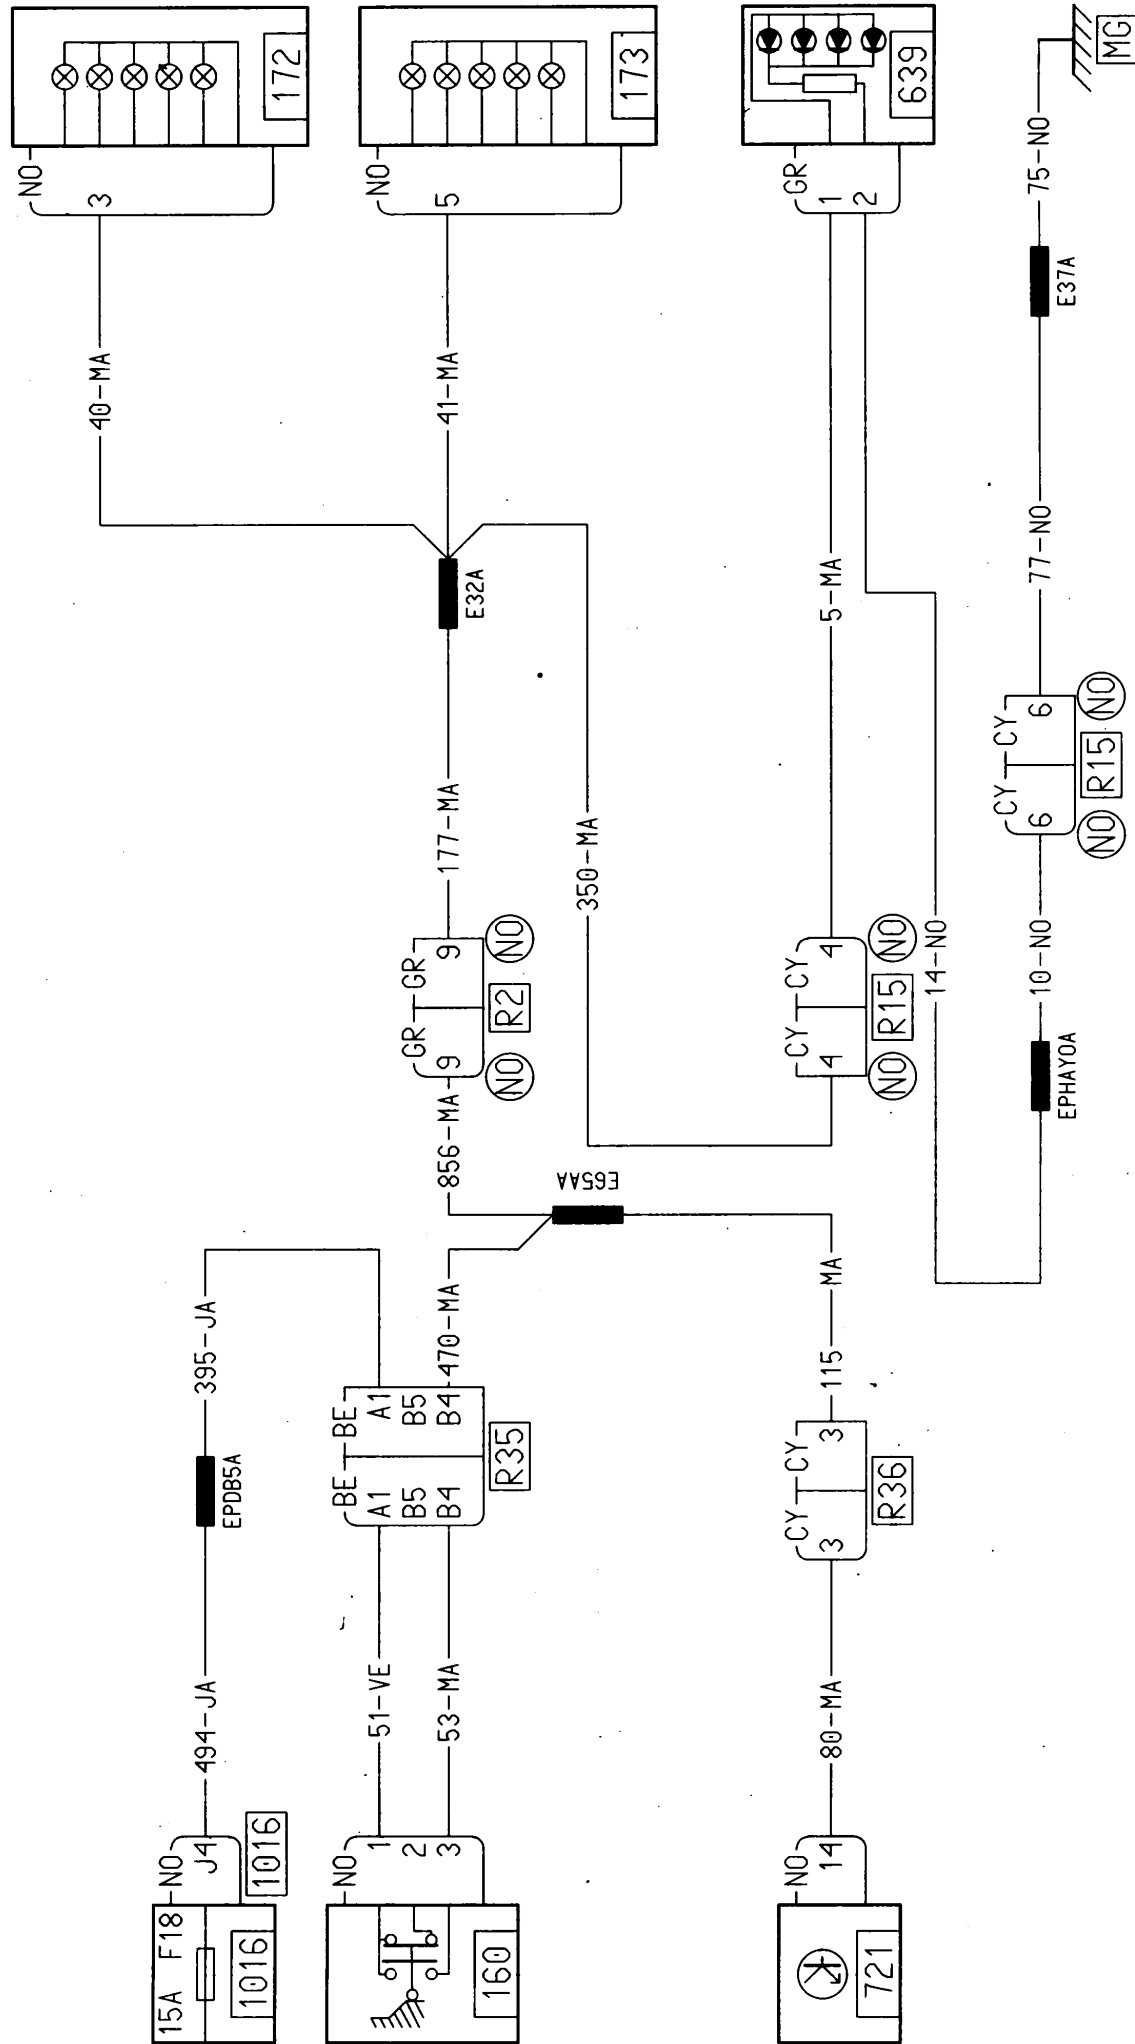 NO
172
3
40-MA
NO
173
5
41-MA
E32A
177-MA
350-MA
GR GR
9 9
R2
NO NO
856-MA
E65AA
639
GR
1
2
5-MA
14-NO
CY CY
4 4
R15
NO NO
MG
75-NO
E37A
77-NO
CY CY
6 6
R15
NO NO
10-NO
EPHAY0A
395-JA
EPDB5A
494-JA
NO
J4
1016
15A F18
1016
470-MA
BE BE
A1 A1
B5 B5
B4 B4
R35
51-VE
53-MA
NO
1
2
3
160
115 MA
CY CY
3 3
R36
80-MA
NO
14
721